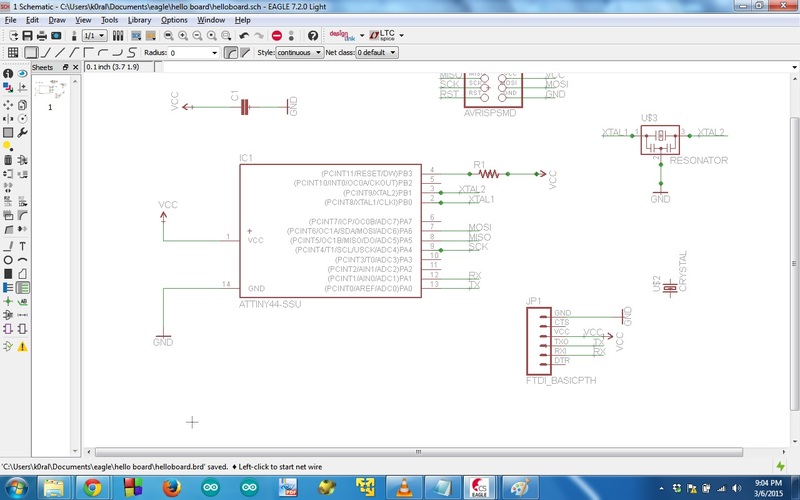 1 Schematic - C:\Users\k0ral\Documents\eagle\hello board\helloboard.sch - EAGLE 7.2.0 Light
File Edit Draw View Tools Library Options Window Help
1/1
design link
LTC
spice
Radius: 0
Style: continuous
Net class: 0 default
Sheets
0.1 inch (3.7 1.9)
1
MISO
VCC
SCK
MOSI
MOSI
RST
RST
GND
AVRISPSMD
VCC
C1
GND
U$3
XTAL1
1
3
XTAL2
2
RESONATOR
GND
IC1
(PCINT11/RESET/DW)PB3
4
R1
VCC
(PCINT10/INT0/OC0A/CKOUT)PB2
5
(PCINT9/XTAL2)PB1
3
XTAL2
(PCINT8/XTAL1/CLKI)PB0
2
XTAL1
VCC
(PCINT7/ICP/OC0B/ADC7)PA7
6
(PCINT6/OC1A/SDA/MOSI/ADC6)PA6
7
MOSI
1
VCC
(PCINT5/OC1B/MISO/DO/ADC5)PA5
8
MISO
(PCINT4/T1/SCL/USCK/ADC4)PA4
9
SCK
(PCINT3/T0/ADC3)PA3
10
(PCINT2/AIN1/ADC2)PA2
11
(PCINT1/AIN0/ADC1)PA1
12
RX
14
GND
(PCINT0/AREF/ADC0)PA0
13
TX
ATTINY44-SSU
GND
U$2
CRYSTAL
JP1
GND
GND
CTS
VCC
VCC
VCC
TXO
TX
RXI
RX
DTR
FTDI_BASICPTH
'C:\Users\k0ral\Documents\eagle\hello board\helloboard.brd' saved. ♦ Left-click to start net wire
CS
EAGLE
9:04 PM
3/6/2015